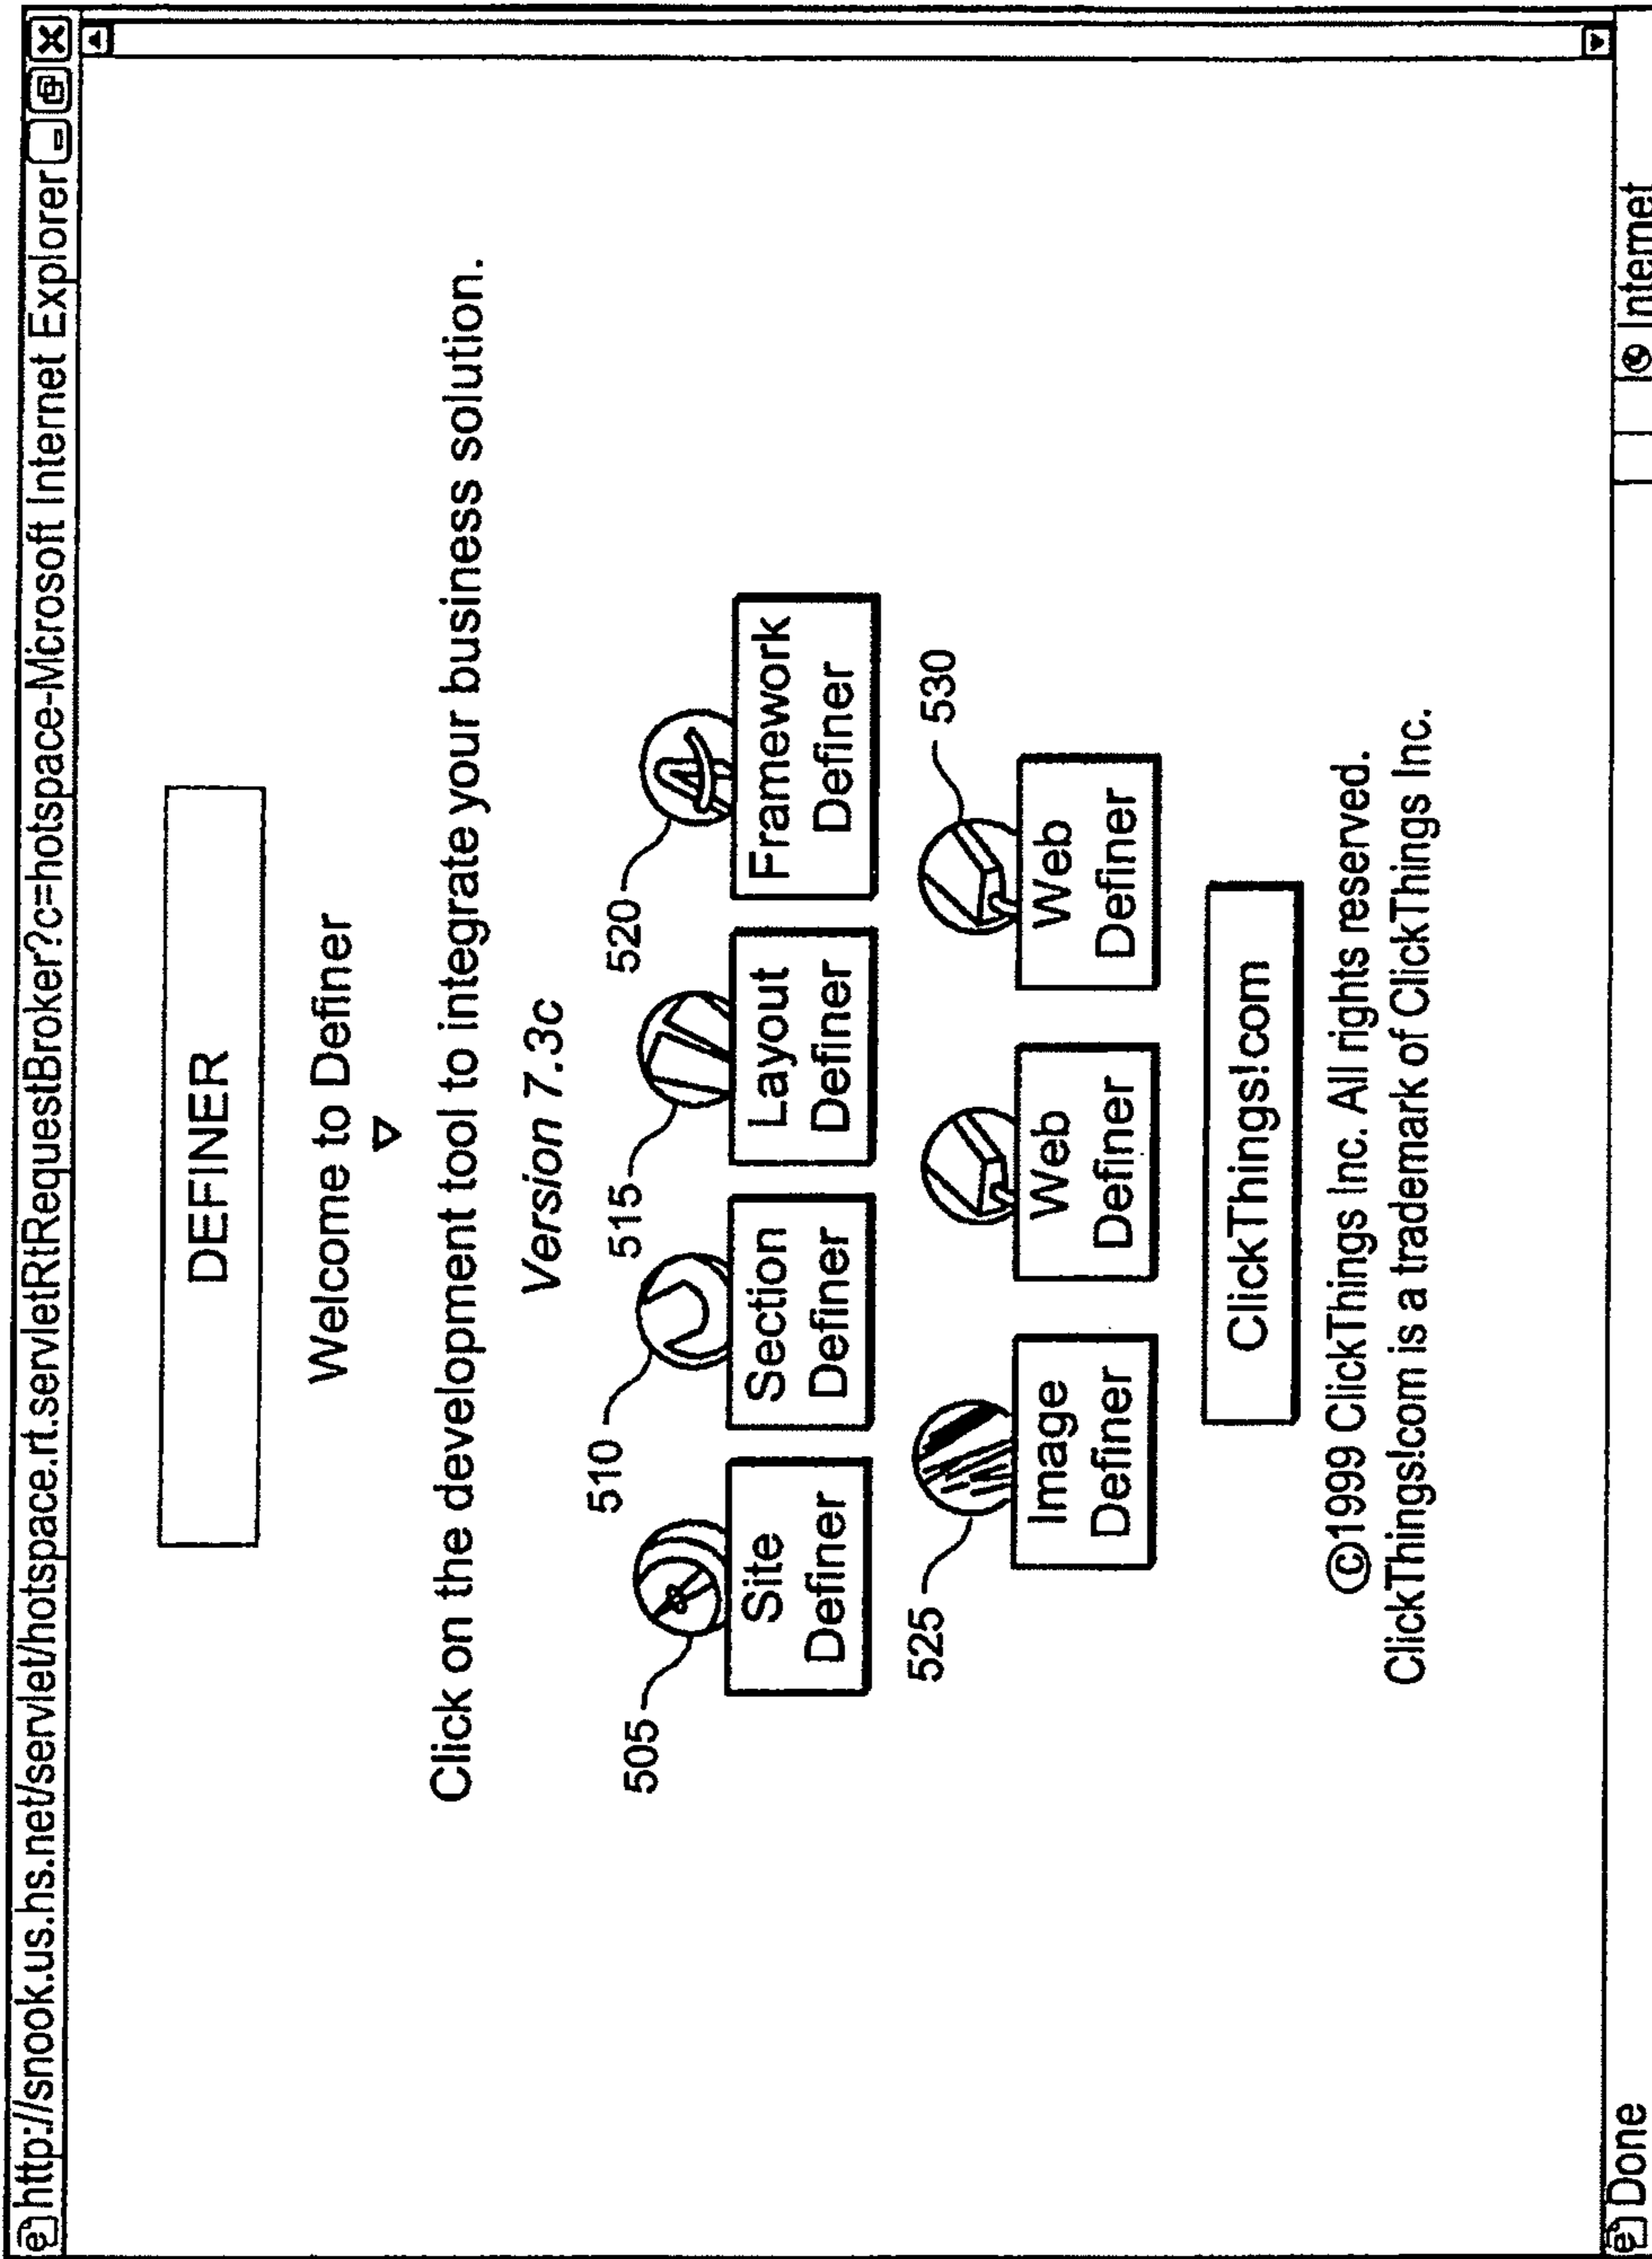 http://snook.us.hs.net/servlet/hotspace.rt.servletRtRequestBroker?c=hotspace-Microsoft Internet Explorer
DEFINER
Welcome to Definer
Click on the development tool to integrate your business solution.
Version 7.3c
505
510
515
520
Site
Definer
Section
Definer
Layout
Definer
Framework
Definer
525
530
Image
Definer
Web
Definer
Web
Definer
ClickThings!com
©1999 ClickThings Inc. All rights reserved.
ClickThings!com is a trademark of ClickThings Inc.
Done
Internet